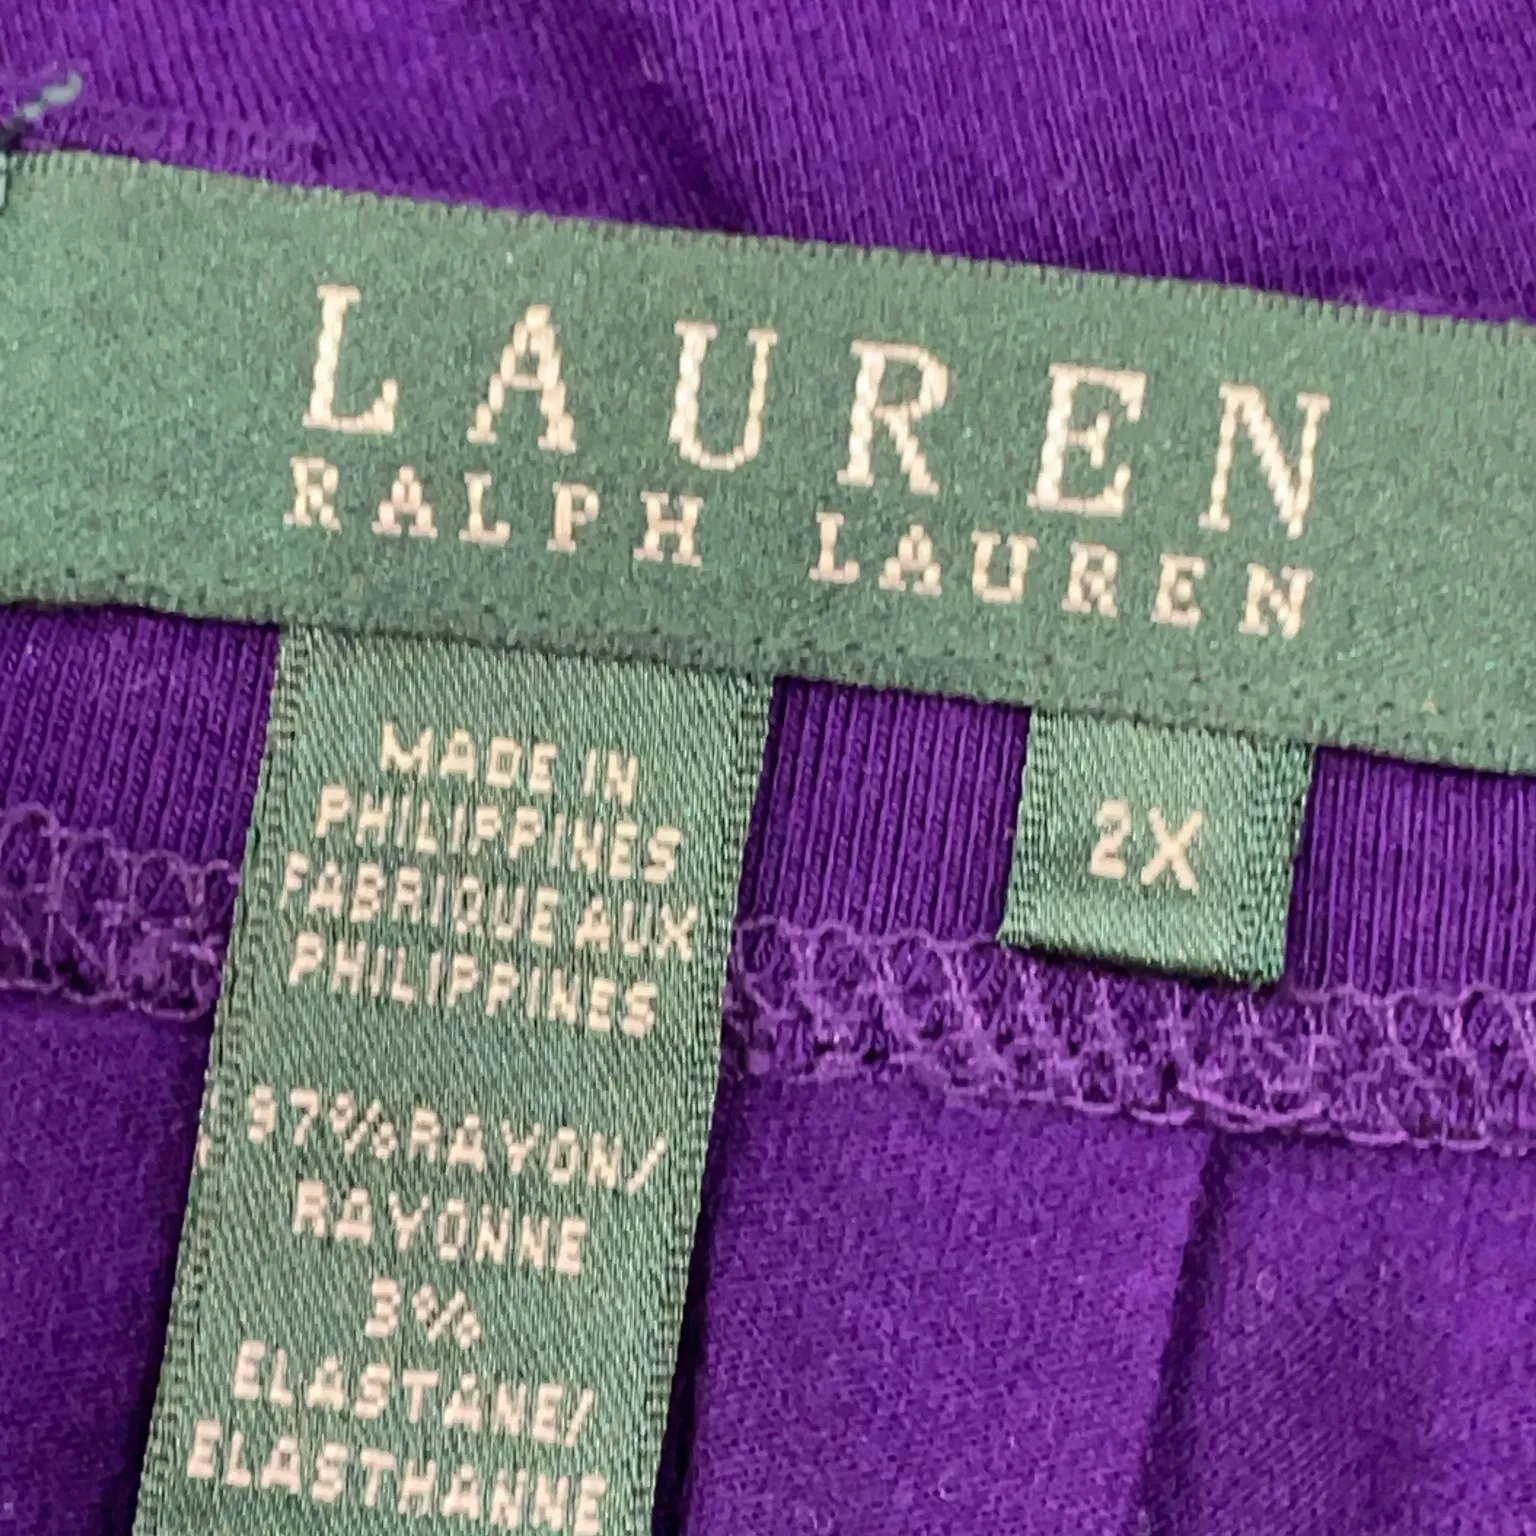 LAUREN
RALPH LAUREN
MADE IN
PHILIPPINES
FABRIQUE AUX
PHILIPPINES
97% RAYON/
RAYONNE
3%
ELASTANE/
ELASTHANNE
2X